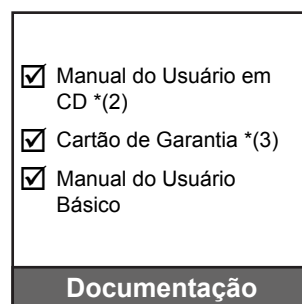 Manual do Usuário em
CD *(2)
Cartão de Garantia *(3)
Manual do Usuário
Básico
Documentação